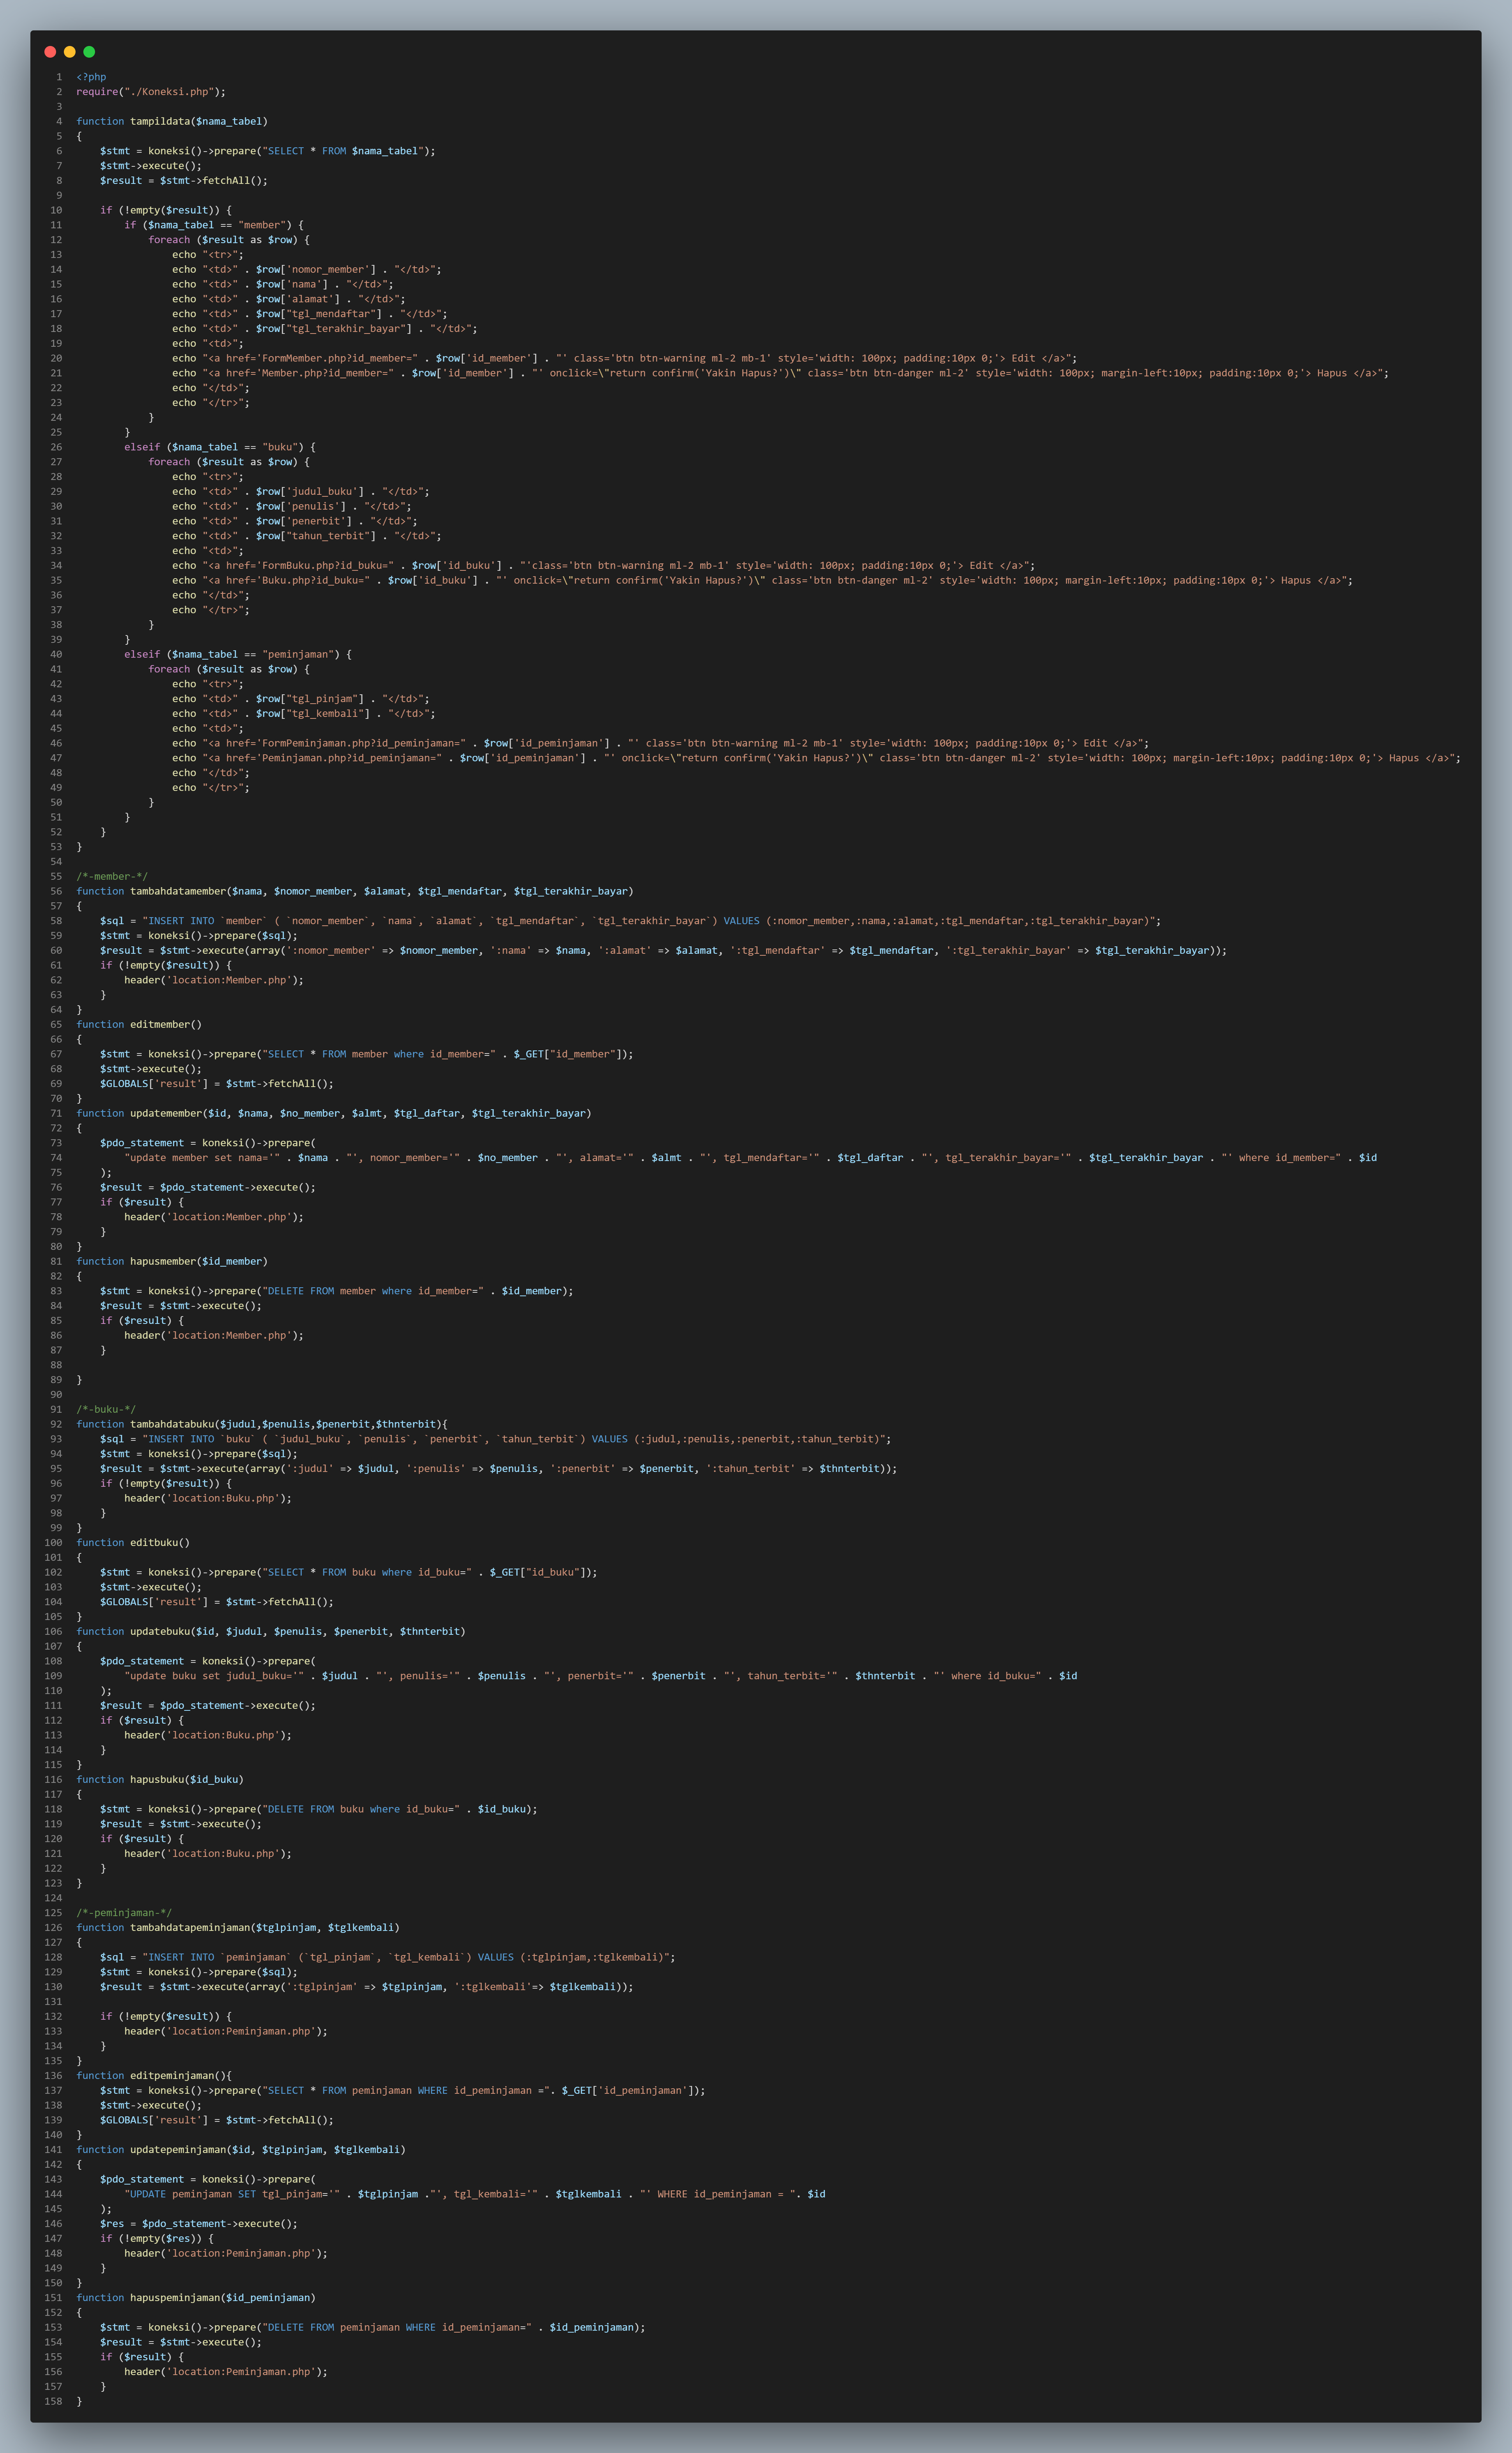 1 <?php
2 require("./Koneksi.php");
3
4 function tampildata($nama_tabel)
5 {
6     $stmt = koneksi()->prepare("SELECT * FROM $nama_tabel");
7     $stmt->execute();
8     $result = $stmt->fetchAll();
9
10     if (!empty($result)) {
11         if ($nama_tabel == "member") {
12             foreach ($result as $row) {
13                 echo "<tr>";
14                 echo "<td>" . $row['nomor_member'] . "</td>";
15                 echo "<td>" . $row['nama'] . "</td>";
16                 echo "<td>" . $row['alamat'] . "</td>";
17                 echo "<td>" . $row["tgl_mendaftar"] . "</td>";
18                 echo "<td>" . $row["tgl_terakhir_bayar"] . "</td>";
19                 echo "<td>";
20                 echo "<a href='FormMember.php?id_member=" . $row['id_member'] . "' class='btn btn-warning ml-2 mb-1' style='width: 100px; padding:10px 0;'> Edit </a>";
21                 echo "<a href='Member.php?id_member=" . $row['id_member'] . "' onclick=\"return confirm('Yakin Hapus?')\" class='btn btn-danger ml-2' style='width: 100px; margin-left:10px; padding:10px 0;'> Hapus </a>";
22                 echo "</td>";
23                 echo "</tr>";
24             }
25         }
26         elseif ($nama_tabel == "buku") {
27             foreach ($result as $row) {
28                 echo "<tr>";
29                 echo "<td>" . $row['judul_buku'] . "</td>";
30                 echo "<td>" . $row['penulis'] . "</td>";
31                 echo "<td>" . $row['penerbit'] . "</td>";
32                 echo "<td>" . $row["tahun_terbit"] . "</td>";
33                 echo "<td>";
34                 echo "<a href='FormBuku.php?id_buku=" . $row['id_buku'] . "'class='btn btn-warning ml-2 mb-1' style='width: 100px; padding:10px 0;'> Edit </a>";
35                 echo "<a href='Buku.php?id_buku=" . $row['id_buku'] . "' onclick=\"return confirm('Yakin Hapus?')\" class='btn btn-danger ml-2' style='width: 100px; margin-left:10px; padding:10px 0;'> Hapus </a>";
36                 echo "</td>";
37                 echo "</tr>";
38             }
39         }
40         elseif ($nama_tabel == "peminjaman") {
41             foreach ($result as $row) {
42                 echo "<tr>";
43                 echo "<td>" . $row["tgl_pinjam"] . "</td>";
44                 echo "<td>" . $row["tgl_kembali"] . "</td>";
45                 echo "<td>";
46                 echo "<a href='FormPeminjaman.php?id_peminjaman=" . $row['id_peminjaman'] . "' class='btn btn-warning ml-2 mb-1' style='width: 100px; padding:10px 0;'> Edit </a>";
47                 echo "<a href='Peminjaman.php?id_peminjaman=" . $row['id_peminjaman'] . "' onclick=\"return confirm('Yakin Hapus?')\" class='btn btn-danger ml-2' style='width: 100px; margin-left:10px; padding:10px 0;'> Hapus </a>";
48                 echo "</td>";
49                 echo "</tr>";
50             }
51         }
52     }
53 }
54
55 /*-member-*/
56 function tambahdatamember($nama, $nomor_member, $alamat, $tgl_mendaftar, $tgl_terakhir_bayar)
57 {
58     $sql = "INSERT INTO `member` ( `nomor_member`, `nama`, `alamat`, `tgl_mendaftar`, `tgl_terakhir_bayar`) VALUES (:nomor_member,:nama,:alamat,:tgl_mendaftar,:tgl_terakhir_bayar)";
59     $stmt = koneksi()->prepare($sql);
60     $result = $stmt->execute(array(':nomor_member' => $nomor_member, ':nama' => $nama, ':alamat' => $alamat, ':tgl_mendaftar' => $tgl_mendaftar, ':tgl_terakhir_bayar' => $tgl_terakhir_bayar));
61     if (!empty($result)) {
62         header('location:Member.php');
63     }
64 }
65 function editmember()
66 {
67     $stmt = koneksi()->prepare("SELECT * FROM member where id_member=" . $_GET["id_member"]);
68     $stmt->execute();
69     $GLOBALS['result'] = $stmt->fetchAll();
70 }
71 function updatemember($id, $nama, $no_member, $almt, $tgl_daftar, $tgl_terakhir_bayar)
72 {
73     $pdo_statement = koneksi()->prepare(
74         "update member set nama='" . $nama . "', nomor_member='" . $no_member . "', alamat='" . $almt . "', tgl_mendaftar='" . $tgl_daftar . "', tgl_terakhir_bayar='" . $tgl_terakhir_bayar . "' where id_member=" . $id
75     );
76     $result = $pdo_statement->execute();
77     if ($result) {
78         header('location:Member.php');
79     }
80 }
81 function hapusmember($id_member)
82 {
83     $stmt = koneksi()->prepare("DELETE FROM member where id_member=" . $id_member);
84     $result = $stmt->execute();
85     if ($result) {
86         header('location:Member.php');
87     }
88
89 }
90
91 /*-buku-*/
92 function tambahdatabuku($judul,$penulis,$penerbit,$thnterbit){
93     $sql = "INSERT INTO `buku` ( `judul_buku`, `penulis`, `penerbit`, `tahun_terbit`) VALUES (:judul,:penulis,:penerbit,:tahun_terbit)";
94     $stmt = koneksi()->prepare($sql);
95     $result = $stmt->execute(array(':judul' => $judul, ':penulis' => $penulis, ':penerbit' => $penerbit, ':tahun_terbit' => $thnterbit));
96     if (!empty($result)) {
97         header('location:Buku.php');
98     }
99 }
100 function editbuku()
101 {
102     $stmt = koneksi()->prepare("SELECT * FROM buku where id_buku=" . $_GET["id_buku"]);
103     $stmt->execute();
104     $GLOBALS['result'] = $stmt->fetchAll();
105 }
106 function updatebuku($id, $judul, $penulis, $penerbit, $thnterbit)
107 {
108     $pdo_statement = koneksi()->prepare(
109         "update buku set judul_buku='" . $judul . "', penulis='" . $penulis . "', penerbit='" . $penerbit . "', tahun_terbit='" . $thnterbit . "' where id_buku=" . $id
110     );
111     $result = $pdo_statement->execute();
112     if ($result) {
113         header('location:Buku.php');
114     }
115 }
116 function hapusbuku($id_buku)
117 {
118     $stmt = koneksi()->prepare("DELETE FROM buku where id_buku=" . $id_buku);
119     $result = $stmt->execute();
120     if ($result) {
121         header('location:Buku.php');
122     }
123 }
124
125 /*-peminjaman-*/
126 function tambahdatapeminjaman($tglpinjam, $tglkembali)
127 {
128     $sql = "INSERT INTO `peminjaman` (`tgl_pinjam`, `tgl_kembali`) VALUES (:tglpinjam,:tglkembali)";
129     $stmt = koneksi()->prepare($sql);
130     $result = $stmt->execute(array(':tglpinjam' => $tglpinjam, ':tglkembali'=> $tglkembali));
131
132     if (!empty($result)) {
133         header('location:Peminjaman.php');
134     }
135 }
136 function editpeminjaman(){
137     $stmt = koneksi()->prepare("SELECT * FROM peminjaman WHERE id_peminjaman =". $_GET['id_peminjaman']);
138     $stmt->execute();
139     $GLOBALS['result'] = $stmt->fetchAll();
140 }
141 function updatepeminjaman($id, $tglpinjam, $tglkembali)
142 {
143     $pdo_statement = koneksi()->prepare(
144         "UPDATE peminjaman SET tgl_pinjam='" . $tglpinjam ."', tgl_kembali='" . $tglkembali . "' WHERE id_peminjaman = ". $id
145     );
146     $res = $pdo_statement->execute();
147     if (!empty($res)) {
148         header('location:Peminjaman.php');
149     }
150 }
151 function hapuspeminjaman($id_peminjaman)
152 {
153     $stmt = koneksi()->prepare("DELETE FROM peminjaman WHERE id_peminjaman=" . $id_peminjaman);
154     $result = $stmt->execute();
155     if ($result) {
156         header('location:Peminjaman.php');
157     }
158 }